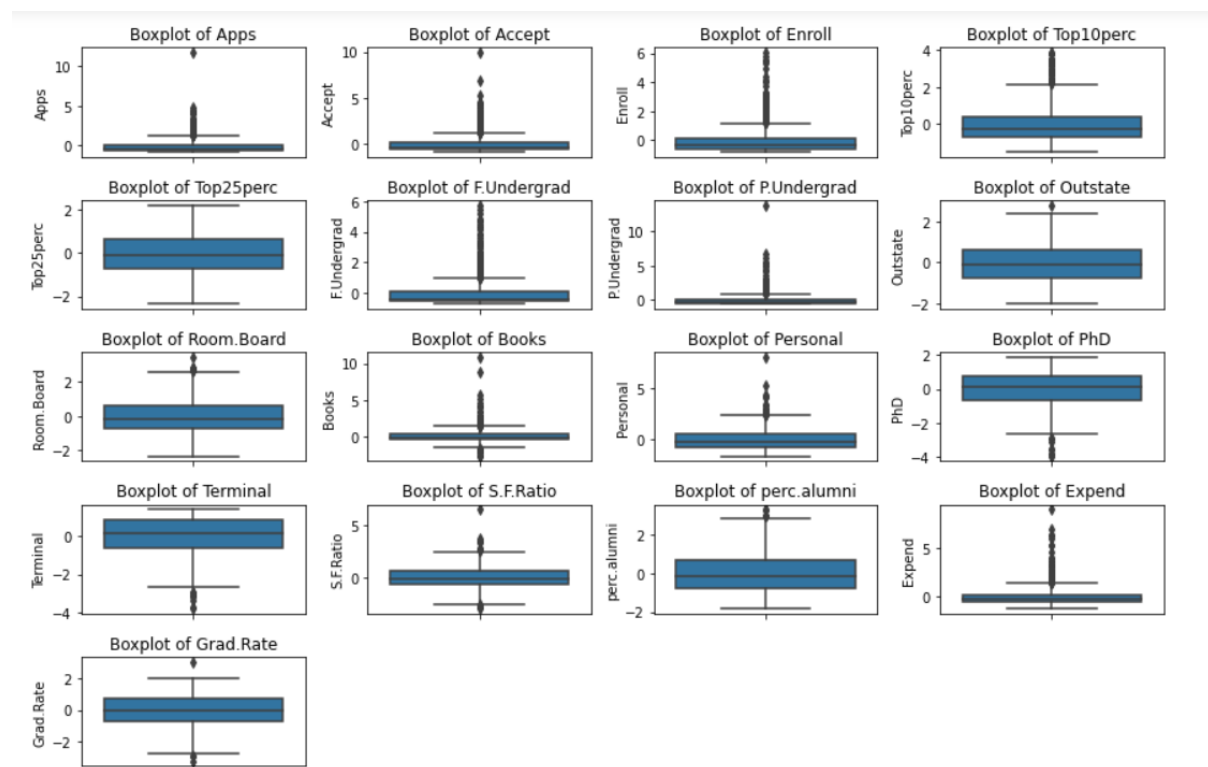 Boxplot of Apps
Apps
10
5
0
Boxplot of Accept
Accept
10
5
0
Boxplot of Enroll
Enroll
6
4
2
0
Boxplot of Top10perc
Top10perc
4
2
0
Boxplot of Top25perc
Top25perc
2
0
−2
Boxplot of F.Undergrad
F.Undergrad
6
4
2
0
Boxplot of P.Undergrad
P.Undergrad
10
5
0
Boxplot of Outstate
Outstate
2
0
−2
Boxplot of Room.Board
Room.Board
2
0
−2
Boxplot of Books
Books
10
5
0
Boxplot of Personal
Personal
5
0
Boxplot of PhD
PhD
2
0
−2
−4
Boxplot of Terminal
Terminal
0
−2
−4
Boxplot of S.F.Ratio
S.F.Ratio
5
0
Boxplot of perc.alumni
perc.alumni
2
0
−2
Boxplot of Expend
Expend
5
0
Boxplot of Grad.Rate
Grad.Rate
2
0
−2